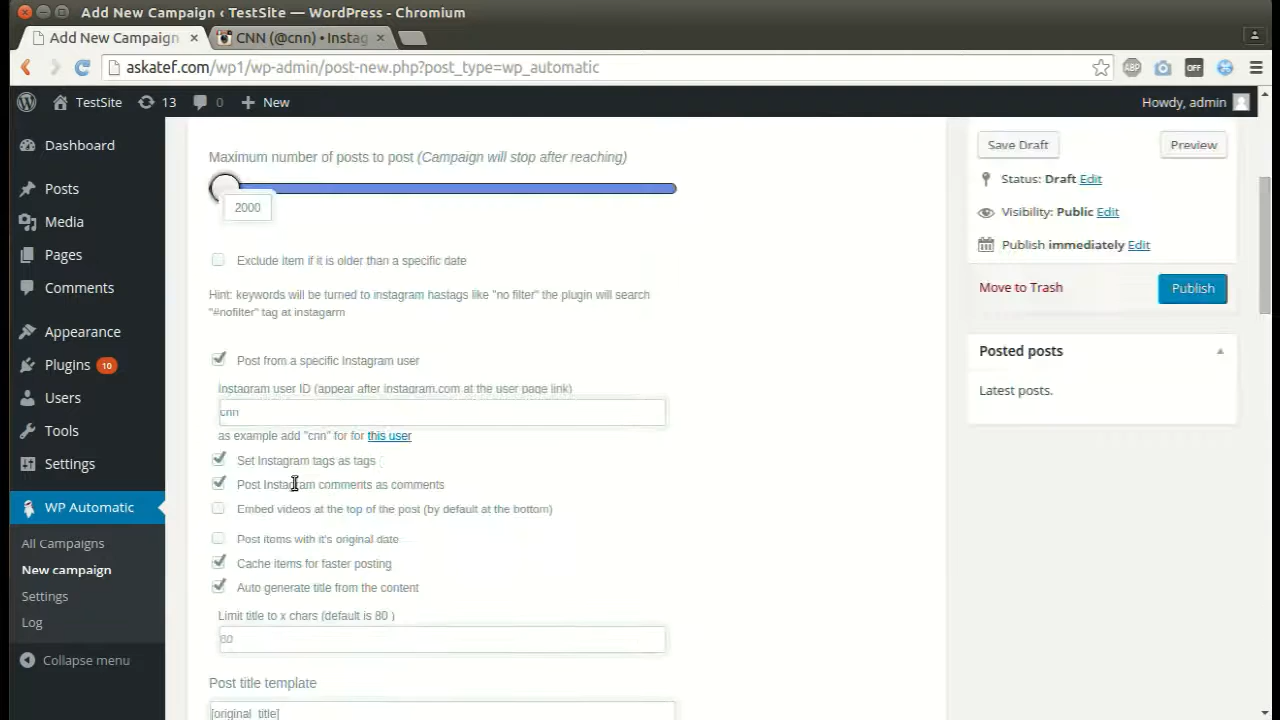 Add New Campaign ‹ TestSite — WordPress - Chromium
Add New Campaign × CNN (@cnn) • Instag ×
askatef.com/wp1/wp-admin/post-new.php?post_type=wp_automatic
ABP OFF
TestSite 13 0 New Howdy, admin
Dashboard
Posts
Media
Pages
Comments
Appearance
Plugins 10
Users
Tools
Settings
WP Automatic
All Campaigns
New campaign
Settings
Log
Collapse menu
Maximum number of posts to post (Campaign will stop after reaching)
2000
Exclude item if it is older than a specific date
Hint: keywords will be turned to instagram hastags like "no filter" the plugin will search
"#nofilter" tag at instagarm
Post from a specific Instagram user
Instagram user ID (appear after instagram.com at the user page link)
cnn
as example add "cnn" for for this user
Set Instagram tags as tags
Post Instagram comments as comments
Embed videos at the top of the post (by default at the bottom)
Post items with it's original date
Cache items for faster posting
Auto generate title from the content
Limit title to x chars (default is 80 )
80
Post title template
[original_title]
Save Draft Preview
Status: Draft Edit
Visibility: Public Edit
Publish immediately Edit
Move to Trash Publish
Posted posts
Latest posts.